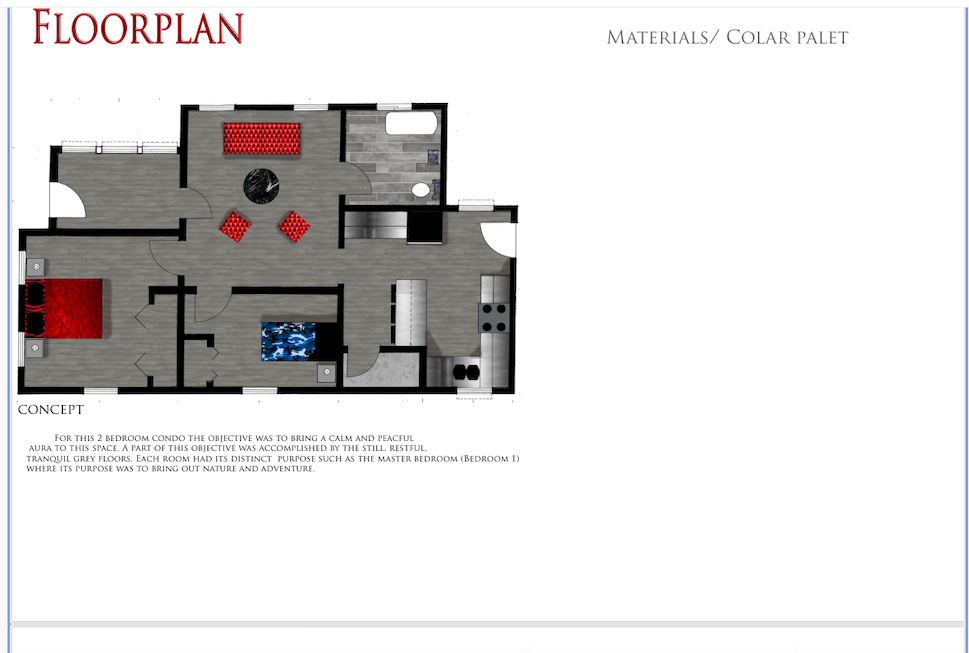 Floorplan
Materials/ Colar palet
concept
For this 2 bedroom condo the objective was to bring a calm and peacful
aura to this space. A part of this objective was accomplished by the still, restful,
tranquil grey floors. Each room had its distinct purpose such as the master bedroom (Bedroom 1)
where its purpose was to bring out nature and adventure.